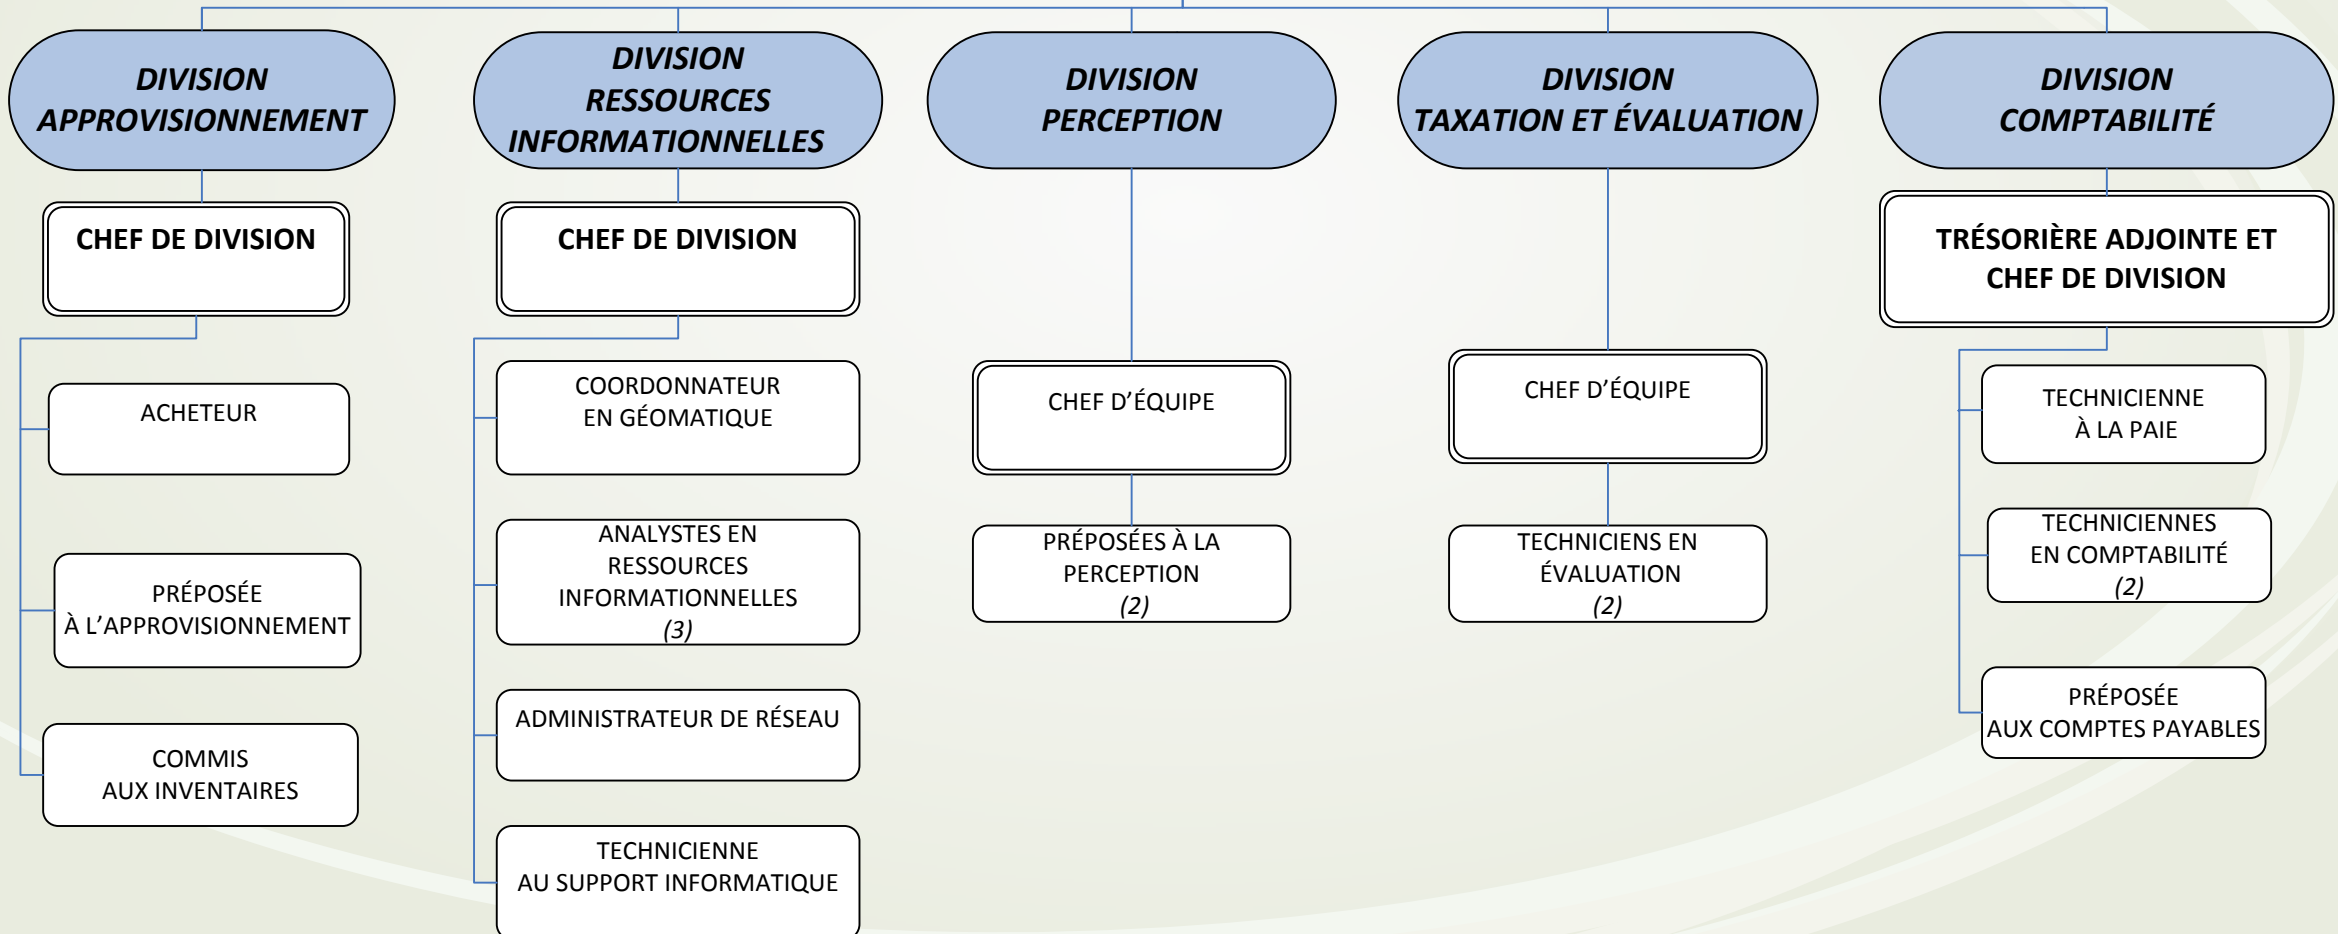 DIVISION
APPROVISIONNEMENT
CHEF DE DIVISION
ACHETEUR
PRÉPOSÉE
À L’APPROVISIONNEMENT
COMMIS
AUX INVENTAIRES
DIVISION
RESSOURCES
INFORMATIONNELLES
CHEF DE DIVISION
COORDONNATEUR
EN GÉOMATIQUE
ANALYSTES EN
RESSOURCES
INFORMATIONNELLES
(3)
ADMINISTRATEUR DE RÉSEAU
TECHNICIENNE
AU SUPPORT INFORMATIQUE
DIVISION
PERCEPTION
CHEF D’ÉQUIPE
PRÉPOSÉES À LA
PERCEPTION
(2)
DIVISION
TAXATION ET ÉVALUATION
CHEF D’ÉQUIPE
TECHNICIENS EN
ÉVALUATION
(2)
DIVISION
COMPTABILITÉ
TRÉSORIÈRE ADJOINTE ET
CHEF DE DIVISION
TECHNICIENNE
À LA PAIE
TECHNICIENNES
EN COMPTABILITÉ
(2)
PRÉPOSÉE
AUX COMPTES PAYABLES